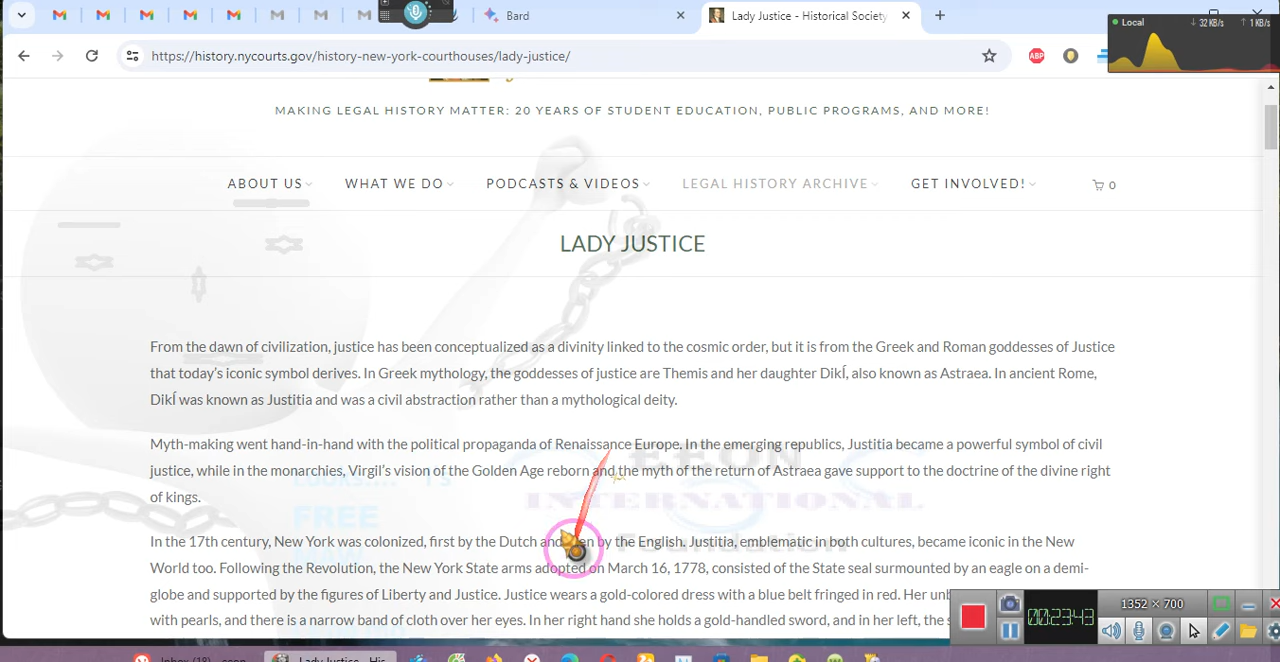 Bard
Lady Justice - Historical Society
Local
32 KB/s
1 KB/s
https://history.nycourts.gov/history-new-york-courthouses/lady-justice/
ABP
MAKING LEGAL HISTORY MATTER: 20 YEARS OF STUDENT EDUCATION, PUBLIC PROGRAMS, AND MORE!
ABOUT US
WHAT WE DO
PODCASTS & VIDEOS
LEGAL HISTORY ARCHIVE
GET INVOLVED!
0
LADY JUSTICE
From the dawn of civilization, justice has been conceptualized as a divinity linked to the cosmic order, but it is from the Greek and Roman goddesses of Justice
that today's iconic symbol derives. In Greek mythology, the goddesses of justice are Themis and her daughter DikÍ, also known as Astraea. In ancient Rome,
DikÍ was known as Justitia and was a civil abstraction rather than a mythological deity.
Myth-making went hand-in-hand with the political propaganda of Renaissance Europe. In the emerging republics, Justitia became a powerful symbol of civil
justice, while in the monarchies, Virgil's vision of the Golden Age reborn and the myth of the return of Astraea gave support to the doctrine of the divine right
of kings.
EEON
INTERNATIONAL
FREE
Foundation
In the 17th century, New York was colonized, first by the Dutch and by the English. Justitia, emblematic in both cultures, became iconic in the New
World too. Following the Revolution, the New York State arms adopted on March 16, 1778, consisted of the State seal surmounted by an eagle on a demi-
globe and supported by the figures of Liberty and Justice. Justice wears a gold-colored dress with a blue belt fringed in red. Her
with pearls, and there is a narrow band of cloth over her eyes. In her right hand she holds a gold-handled sword, and in her left, the
1352 × 700
00:23:43
Lady Justice - His